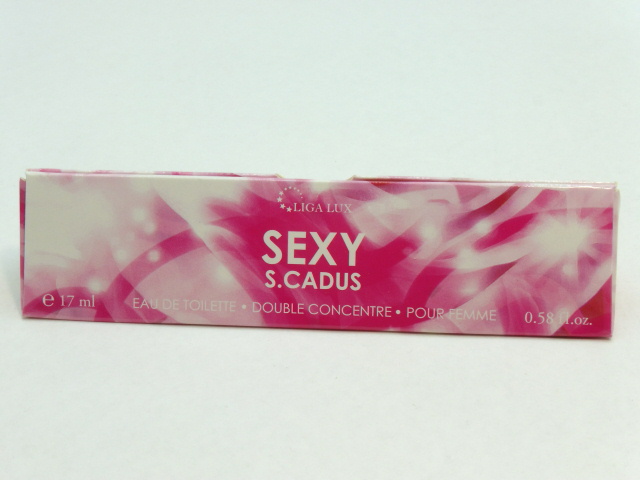 LIGA LUX
SEXY
S.CADUS
℮ 17 ml EAU DE TOILETTE • DOUBLE CONCENTRE • POUR FEMME 0.58 fl.oz.